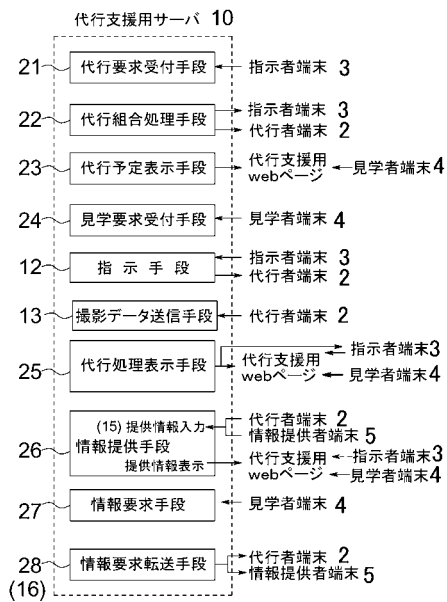 代行支援用サーバ 10
21 代行要求受付手段 指示者端末 3
22 代行組合処理手段 指示者端末 3
代行者端末 2
23 代行予定表示手段 代行支援用 見学者端末 4
webページ
24 見学要求受付手段 見学者端末 4
12 指示手段 指示者端末 3
代行者端末 2
13 撮影データ送信手段 代行者端末 2
25 代行処理表示手段 指示者端末 3
代行支援用
webページ 見学者端末 4
(15) 提供情報入力 代行者端末 2
26 情報提供手段 情報提供者端末 5
提供情報表示 代行支援用 指示者端末 3
webページ 見学者端末 4
27 情報要求手段 見学者端末 4
28 情報要求転送手段 代行者端末 2
(16) 情報提供者端末 5